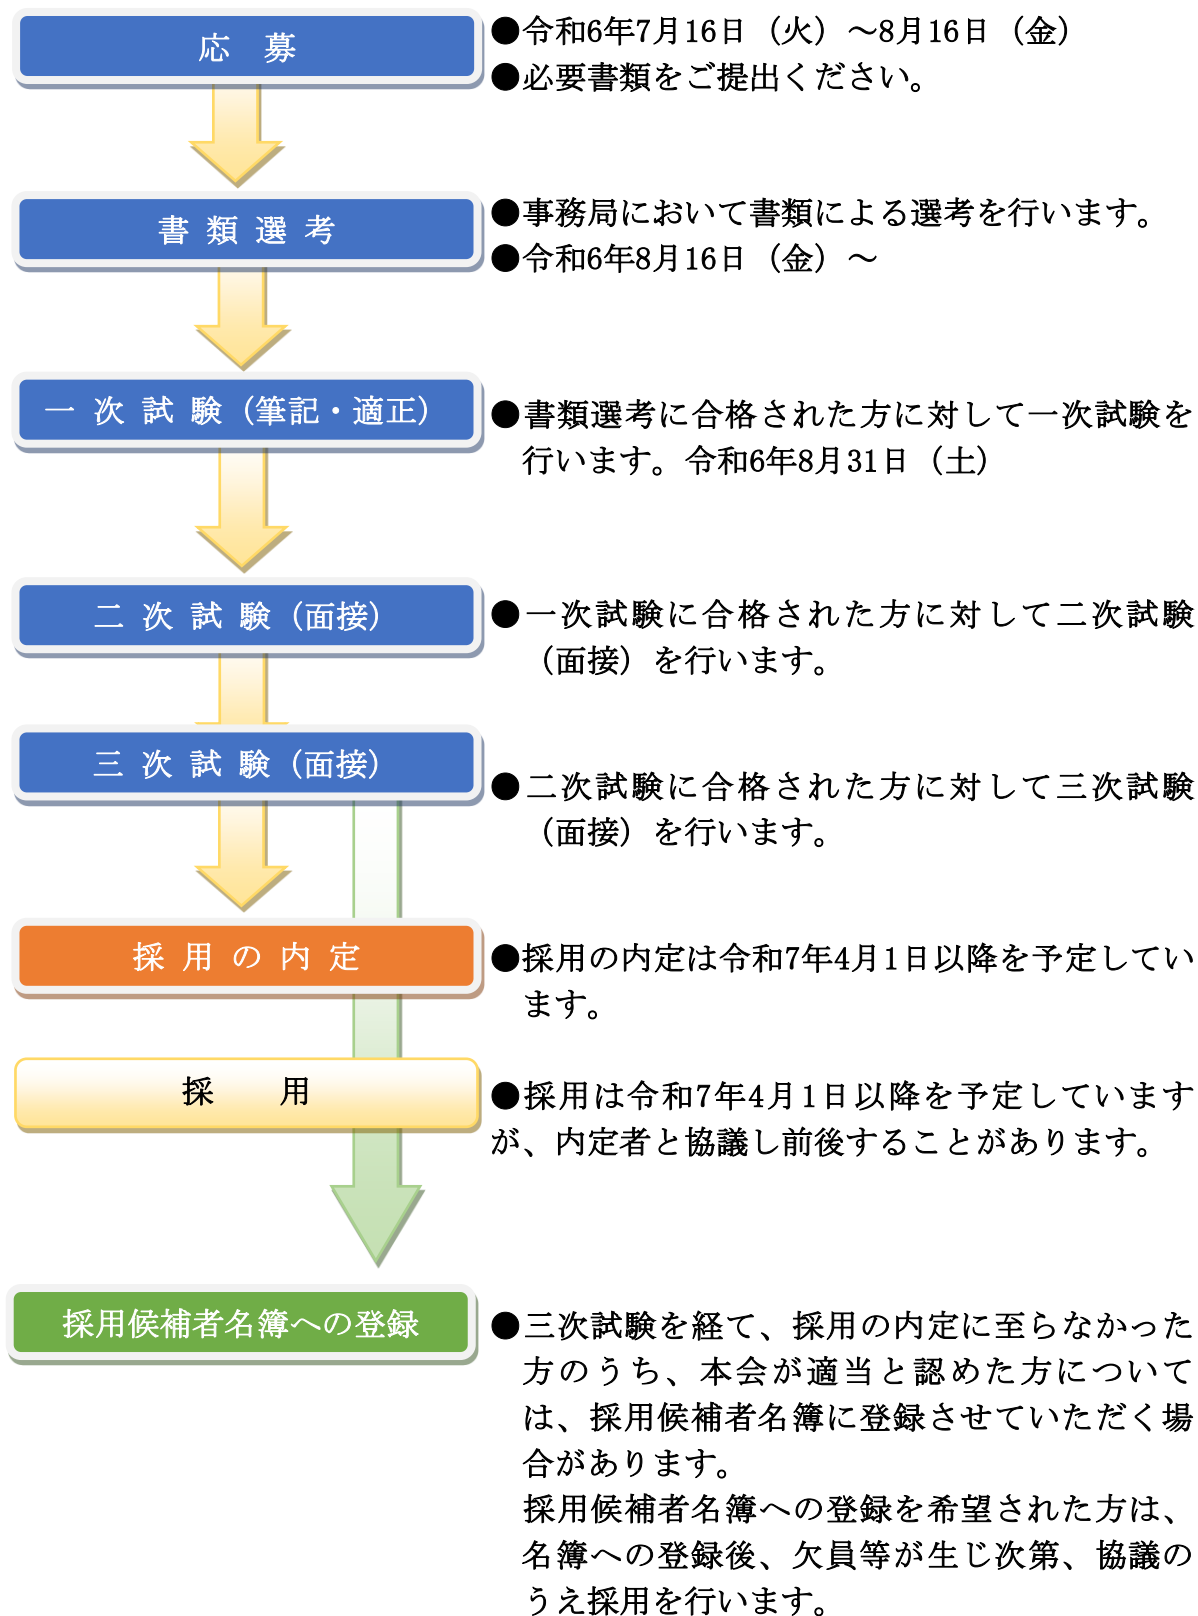 応　募
●令和6年7月16日（火）～8月16日（金）
●必要書類をご提出ください。
書 類 選 考
●事務局において書類による選考を行います。
●令和6年8月16日（金）～
一 次 試 験（筆記・適正）
●書類選考に合格された方に対して一次試験を
行います。令和6年8月31日（土）
二 次 試 験（面接）
●一次試験に合格された方に対して二次試験
（面接）を行います。
三 次 試 験（面接）
●二次試験に合格された方に対して三次試験
（面接）を行います。
採 用 の 内 定
●採用の内定は令和7年4月1日以降を予定してい
ます。
採　　用
●採用は令和7年4月1日以降を予定しています
が、内定者と協議し前後することがあります。
採用候補者名簿への登録
●三次試験を経て、採用の内定に至らなかった
方のうち、本会が適当と認めた方について
は、採用候補者名簿に登録させていただく場
合があります。
採用候補者名簿への登録を希望された方は、
名簿への登録後、欠員等が生じ次第、協議の
うえ採用を行います。